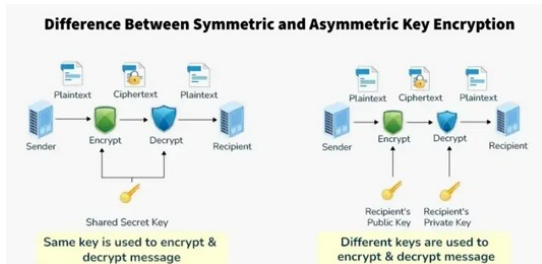 Difference Between Symmetric and Asymmetric Key Encryption
Plaintext Ciphertext Plaintext
Sender Encrypt Decrypt Recipient
Shared Secret Key
Same key is used to encrypt &
decrypt message
Plaintext Ciphertext Plaintext
Sender Encrypt Decrypt Recipient
Recipient's Recipient's
Public Key Private Key
Different keys are used to
encrypt & decrypt message